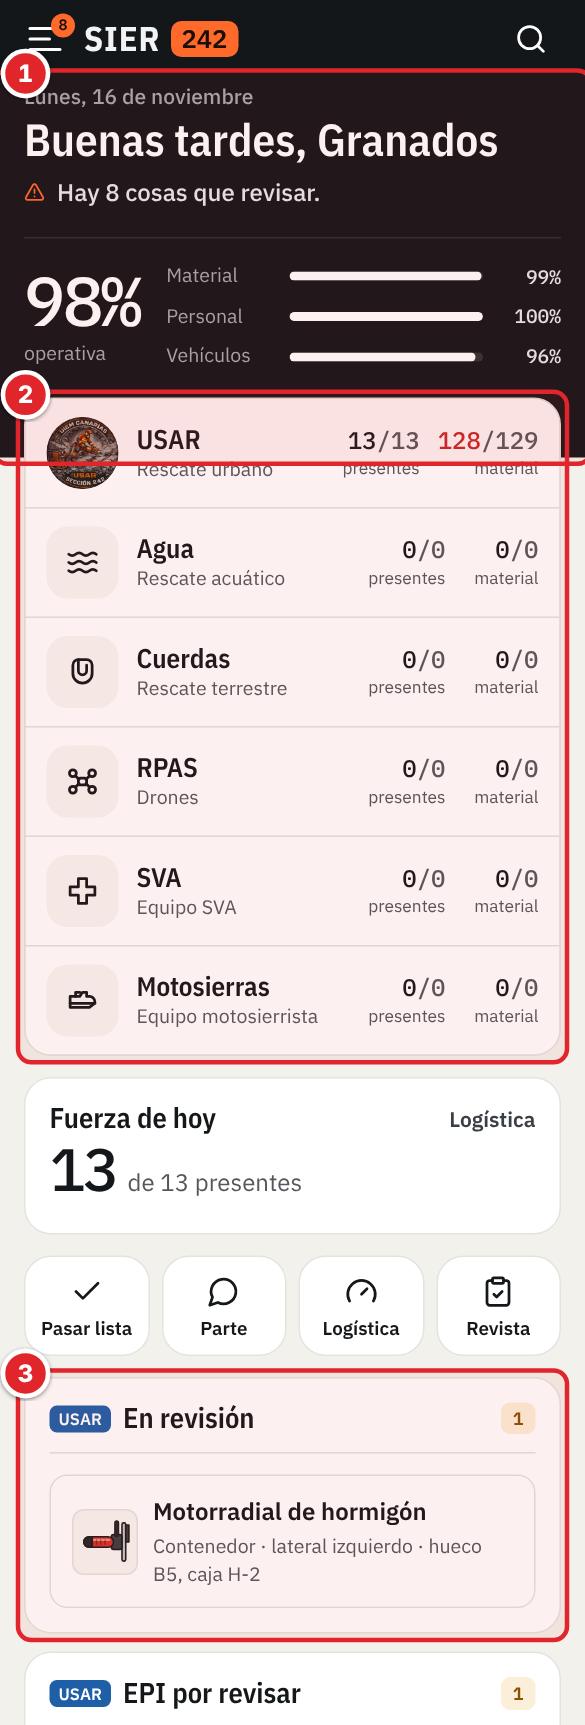 8
SIER 242
1
Lunes, 16 de noviembre
Buenas tardes, Granados
Hay 8 cosas que revisar.
98%
operativa
Material 99%
Personal 100%
Vehículos 96%
2
UIEM CANARIAS
USAR
SECCIÓN 242
USAR 13/13 128/129
Rescate urbano presentes material
Agua 0/0 0/0
Rescate acuático presentes material
Cuerdas 0/0 0/0
Rescate terrestre presentes material
RPAS 0/0 0/0
Drones presentes material
SVA 0/0 0/0
Equipo SVA presentes material
Motosierras 0/0 0/0
Equipo motosierrista presentes material
Fuerza de hoy Logística
13 de 13 presentes
Pasar lista Parte Logística Revista
3
USAR En revisión 1
Motorradial de hormigón
Contenedor · lateral izquierdo · hueco
B5, caja H-2
USAR EPI por revisar 1